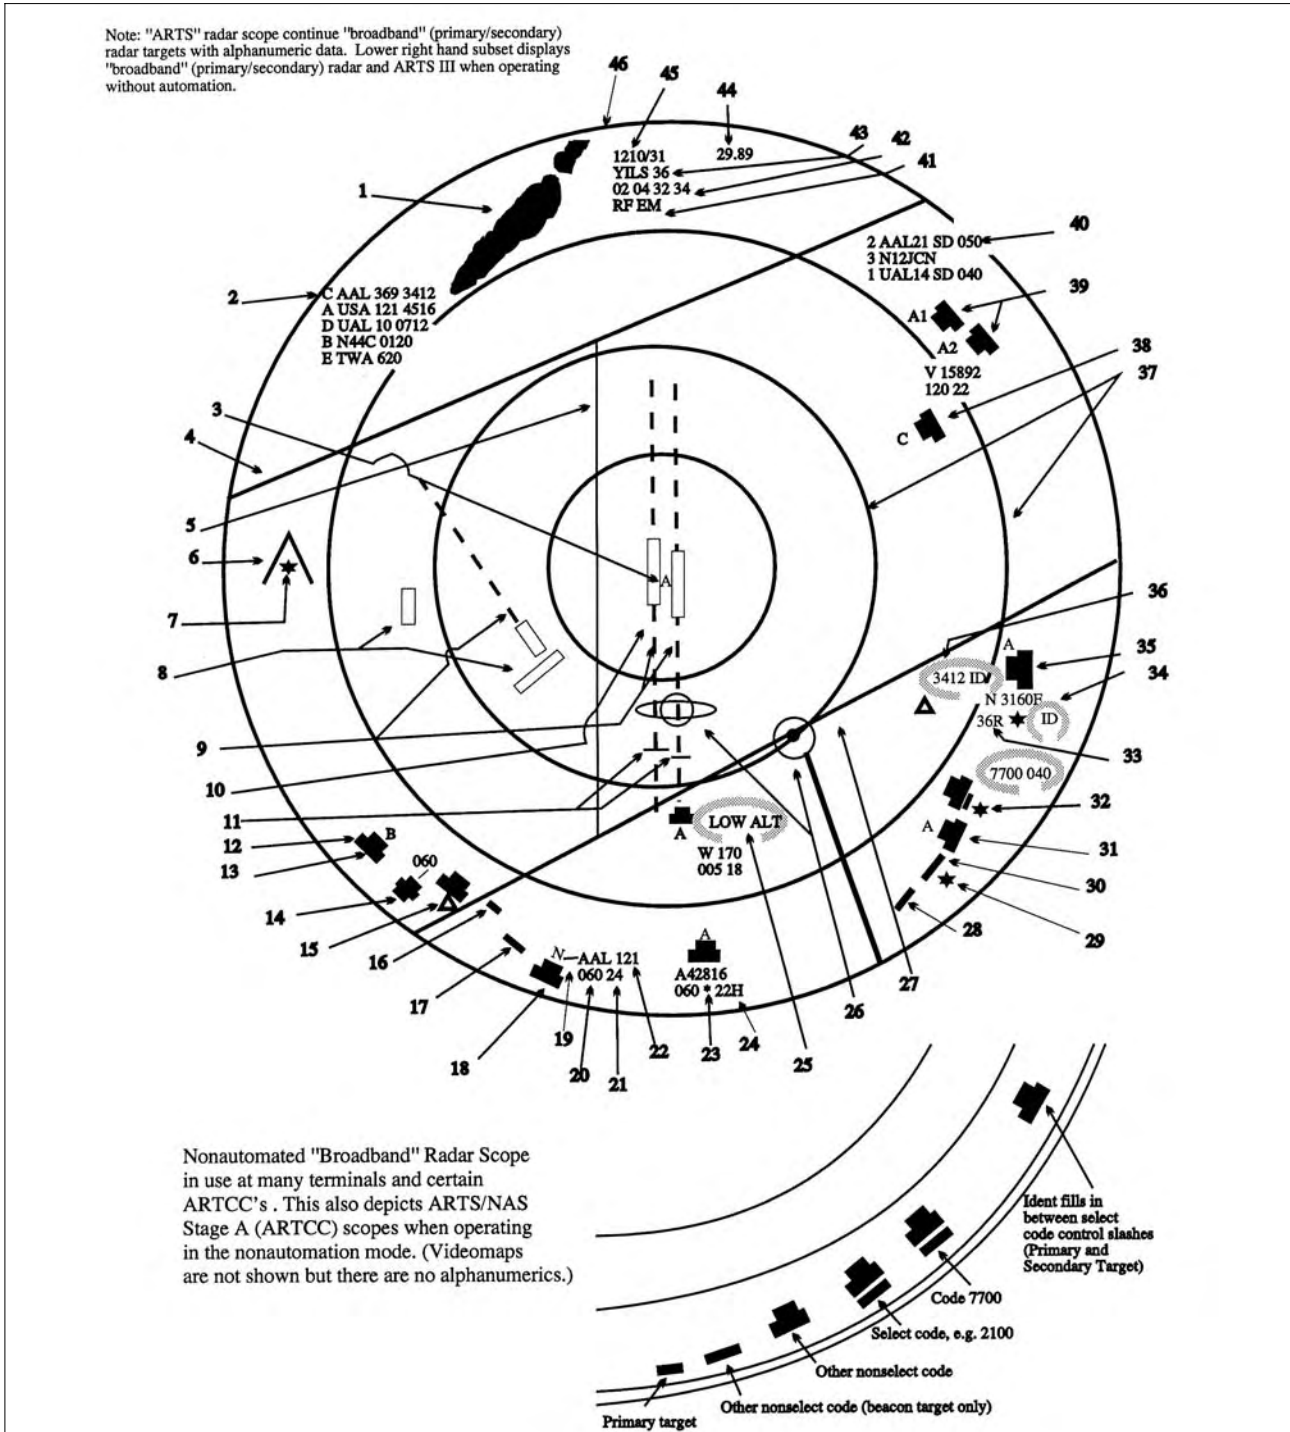 Note: "ARTS" radar scope continue "broadband" (primary/secondary)
radar targets with alphanumeric data. Lower right hand subset displays
"broadband" (primary/secondary) radar and ARTS III when operating
without automation.
46
45
44
43
42
41
1210/31
29.89
YILS 36
02 04 32 34
RF EM
1
40
2 AAL21 SD 050
3 N12JCN
1 UAL14 SD 040
2
C AAL 369 3412
A USA 121 4516
D UAL 10 0712
B N44C 0120
E TWA 620
39
A1
A2
38
V 15892
120 22
37
3
4
C
5
6
7
A
36
8
A
35
3412 ID
34
N 3160F
36R
ID
9
33
10
7700 040
11
32
A
LOW ALT
12
B
A
31
13
W 170
005 18
060
30
14
15
28
29
16
27
17
N
AAL 121
060 24
A
A42816
060 * 22H
26
18
19
20
21
22
23
24
25
Nonautomated "Broadband" Radar Scope
in use at many terminals and certain
ARTCC's . This also depicts ARTS/NAS
Stage A (ARTCC) scopes when operating
in the nonautomation mode. (Videomaps
are not shown but there are no alphanumerics.)
Ident fills in
between select
code control slashes
(Primary and
Secondary Target)
Code 7700
Select code, e.g. 2100
Other nonselect code
Other nonselect code (beacon target only)
Primary target